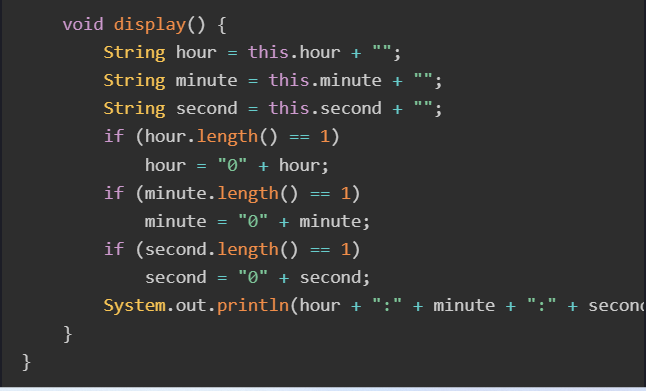 void display() {
String hour = this.hour + "";
String minute = this.minute + "";
String second = this.second + "";
if (hour.length() == 1)
hour = "0" + hour;
if (minute.length() == 1)
minute = "0" + minute;
if (second.length() == 1)
second = "0" + second;
System.out.println(hour + ":" + minute + ":" +
}
}